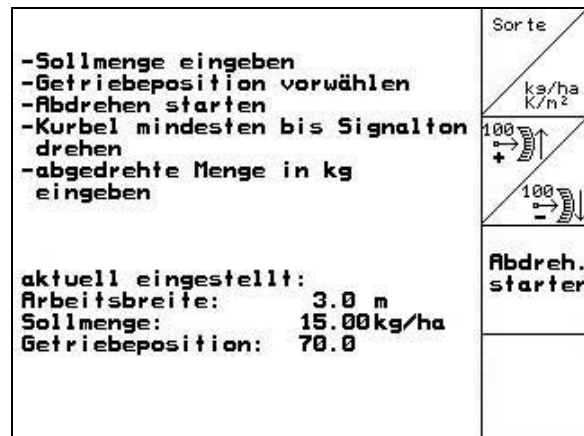 -Sollmenge eingeben
-Getriebeposition vorwählen
-Abdrehen starten
-Kurbel mindesten bis Signalton
drehen
-abgedrehte Menge in kg
eingeben
aktuell eingestellt:
Arbeitsbreite: 3.0 m
Sollmenge: 15.00kg/ha
Getriebeposition: 70.0
Sorte
kg/ha
K/m²
100
+
100
-
Abdreh.
starten